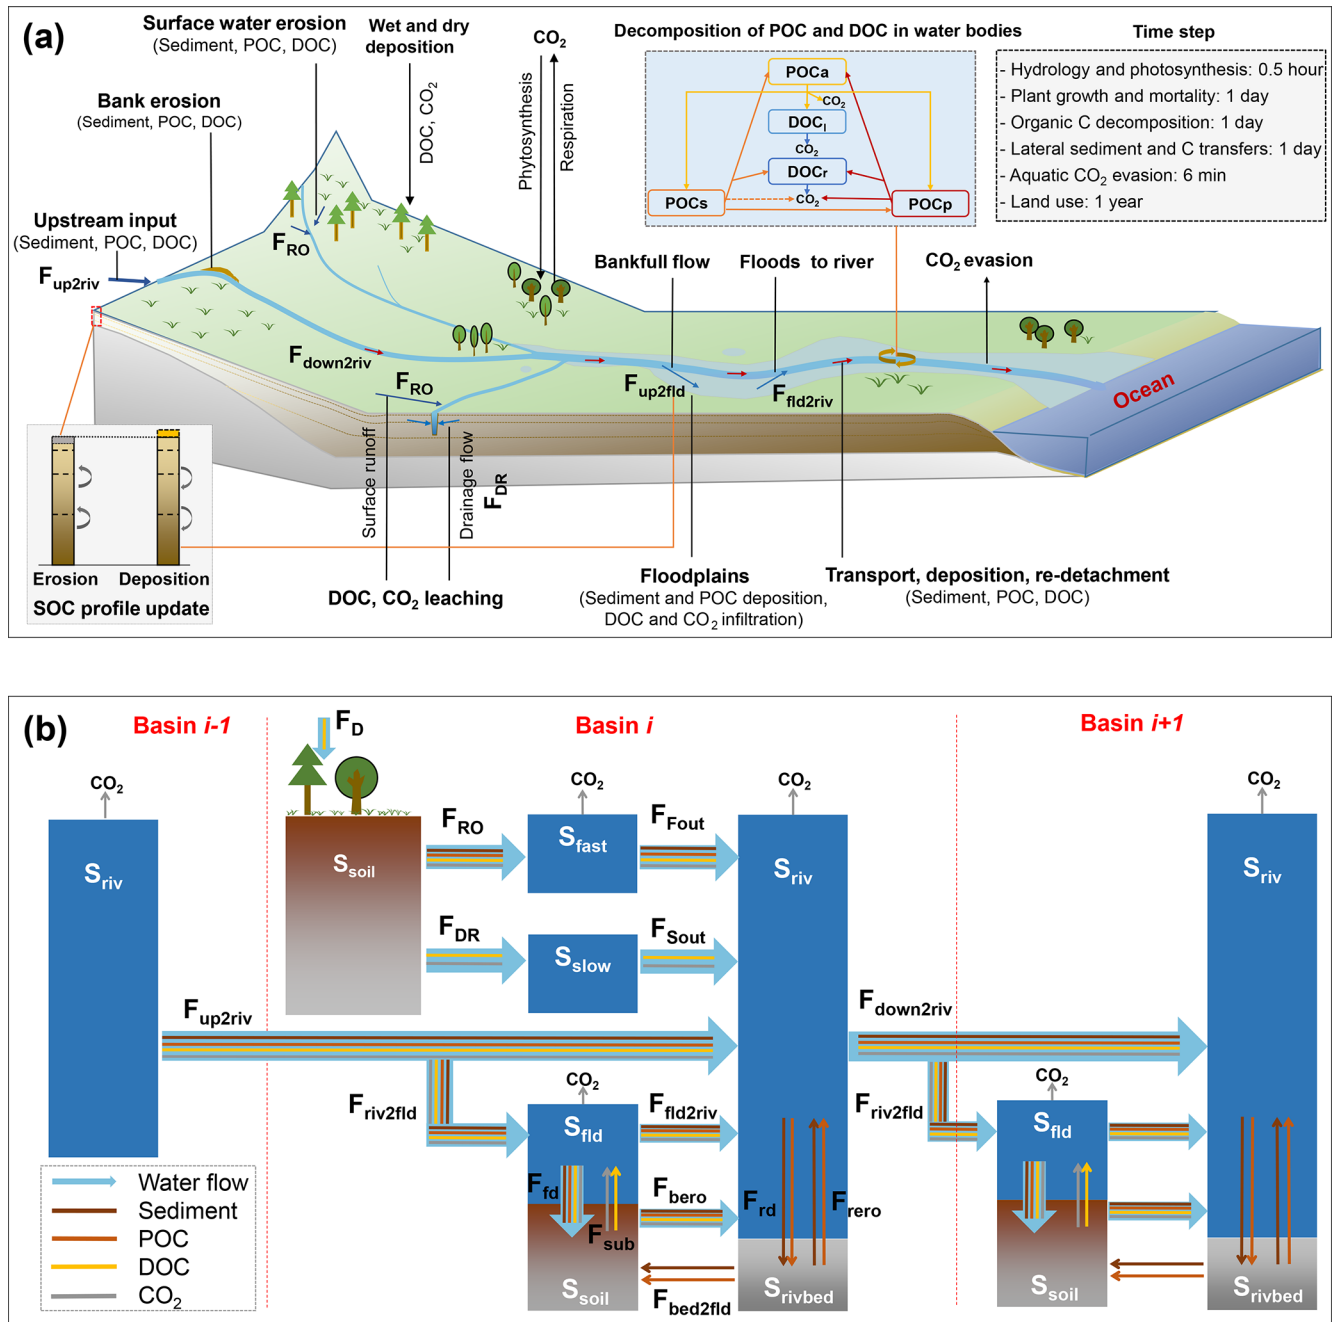 (a)
Surface water erosion
(Sediment, POC, DOC)
Wet and dry
deposition
DOC, CO2
CO2
Phytosynthesis
Respiration
Bank erosion
(Sediment, POC, DOC)
Upstream input
(Sediment, POC, DOC)
Fup2riv
FRO
Decomposition of POC and DOC in water bodies
POCa
CO2
DOCl
CO2
DOCr
CO2
POCs
POCp
Time step
- Hydrology and photosynthesis: 0.5 hour
- Plant growth and mortality: 1 day
- Organic C decomposition: 1 day
- Lateral sediment and C transfers: 1 day
- Aquatic CO2 evasion: 6 min
- Land use: 1 year
Bankfull flow
Floods to river
CO2 evasion
Fdown2riv
FRO
Fup2fld
Ffld2riv
Ocean
Surface runoff
Drainage flow
FDR
Erosion
Deposition
SOC profile update
DOC, CO2 leaching
Floodplains
(Sediment and POC deposition,
DOC and CO2 infiltration)
Transport, deposition, re-detachment
(Sediment, POC, DOC)
(b)
Basin i-1
Basin i
Basin i+1
FD
CO2
CO2
CO2
CO2
Sriv
Ssoil
FRO
Sfast
FFout
Sriv
Sriv
FDR
Sslow
FSout
Fup2riv
Fdown2riv
Friv2fld
CO2
Sfld
Ffld2riv
Friv2fld
CO2
Sfld
Ffd
Fsub
Fbero
Frd
Frero
Ssoil
Fbed2fld
Srivbed
Ssoil
Srivbed
Water flow
Sediment
POC
DOC
CO2